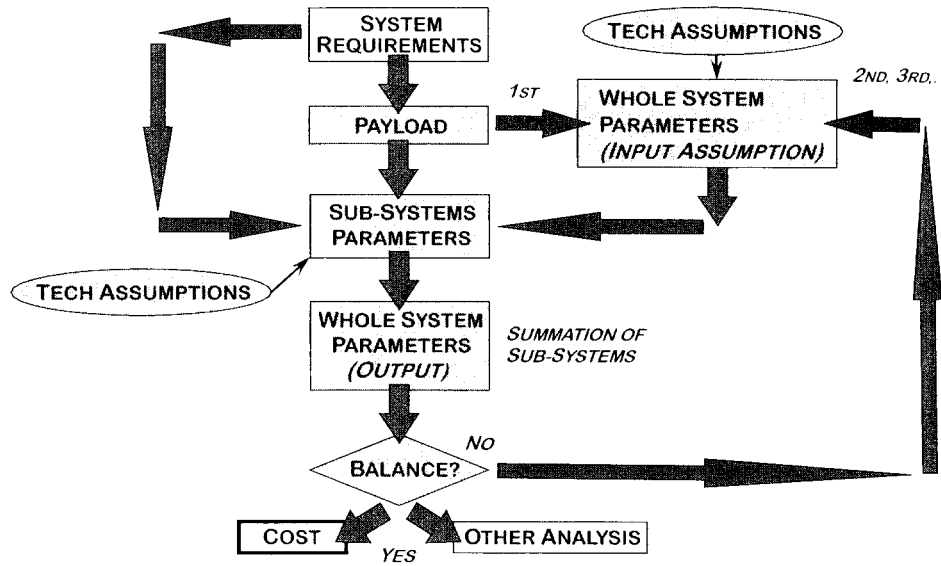 SYSTEM
REQUIREMENTS
TECH ASSUMPTIONS
1ST
2ND, 3RD,.
PAYLOAD
WHOLE SYSTEM
PARAMETERS
(INPUT ASSUMPTION)
SUB-SYSTEMS
PARAMETERS
TECH ASSUMPTIONS
WHOLE SYSTEM
PARAMETERS
(OUTPUT)
SUMMATION OF
SUB-SYSTEMS
NO
BALANCE?
COST
YES
OTHER ANALYSIS